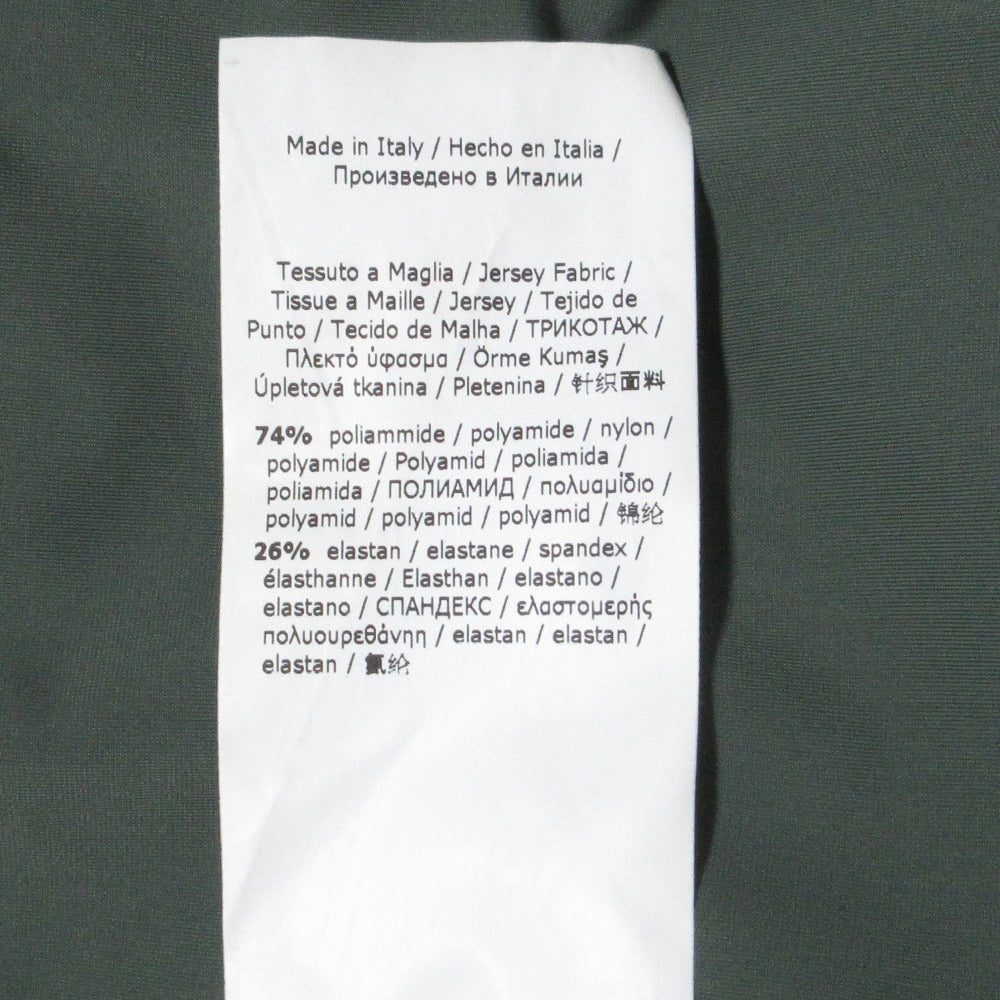 Made in Italy / Hecho en Italia /
Произведено в Италии
Tessuto a Maglia / Jersey Fabric /
Tissue a Maille / Jersey / Tejido de
Punto / Tecido de Malha / ТРИКОТАЖ /
Πλεκτό ύφασμα / Örme Kumaş /
Úpletová tkanina / Pletenina / 针织面料
74% poliammide / polyamide / nylon /
polyamide / Polyamid / poliamida /
poliamida / ПОЛИАМИД / πολυαμίδιο /
polyamid / polyamid / polyamid / 锦纶
26% elastan / elastane / spandex /
élasthanne / Elasthan / elastano /
elastano / СПАНДЕКС / ελαστομερής
πολυουρεθάνηη / elastan / elastan /
elastan / 氨纶